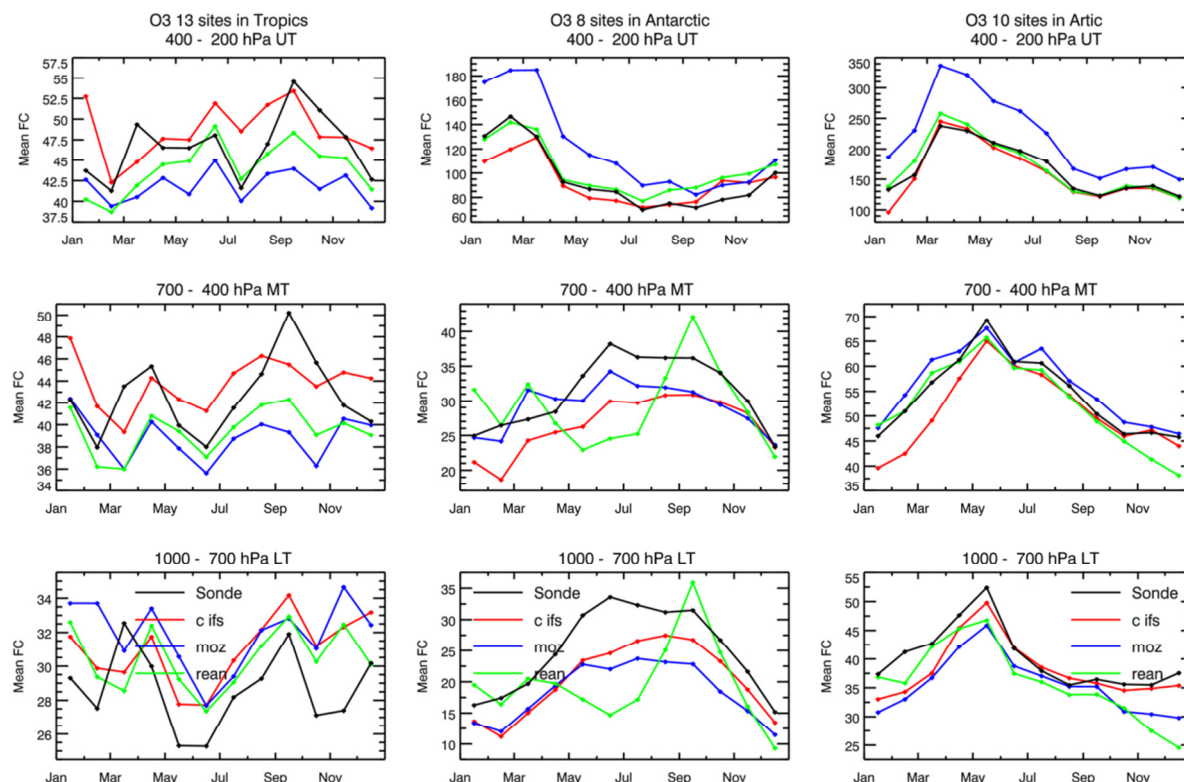 O3 13 sites in Tropics
400 - 200 hPa UT
Mean FC
57.5
55
52.5
50
47.5
45
42.5
40
37.5
Jan Mar May Jul Sep Nov
O3 8 sites in Antarctic
400 - 200 hPa UT
Mean FC
180
160
140
120
100
80
60
Jan Mar May Jul Sep Nov
O3 10 sites in Artic
400 - 200 hPa UT
Mean FC
350
300
250
200
150
100
Jan Mar May Jul Sep Nov
700 - 400 hPa MT
Mean FC
50
48
46
44
42
40
38
36
34
Jan Mar May Jul Sep Nov
700 - 400 hPa MT
Mean FC
40
35
30
25
20
Jan Mar May Jul Sep Nov
700 - 400 hPa MT
Mean FC
70
65
60
55
50
45
40
35
Jan Mar May Jul Sep Nov
1000 - 700 hPa LT
Mean FC
34
32
30
28
26
Sonde
c ifs
moz
rean
Jan Mar May Jul Sep Nov
1000 - 700 hPa LT
Mean FC
35
30
25
20
15
10
Sonde
c ifs
moz
rean
Jan Mar May Jul Sep Nov
1000 - 700 hPa LT
Mean FC
55
50
45
40
35
30
25
Sonde
c ifs
moz
rean
Jan Mar May Jul Sep Nov